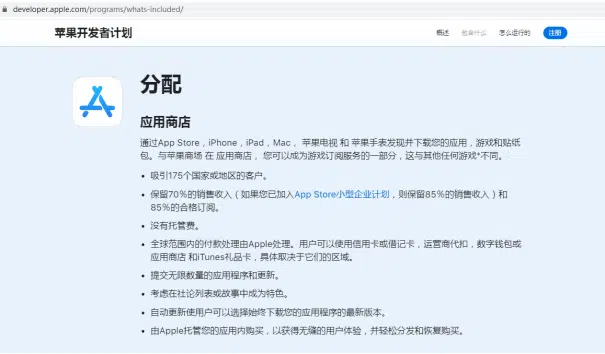 developer.apple.com/programs/whats-included/
苹果开发者计划
概述 包含什么 怎么运行的 注册
分配
应用商店
通过App Store，iPhone，iPad，Mac， 苹果电视 和 苹果手表发现并下载您的应用，游戏和贴纸
包。与苹果商场 在 应用商店 ，您可以成为游戏订阅服务的一部分，这与其他任何游戏*不同。
• 吸引175个国家或地区的客户。
• 保留70％的销售收入（如果您已加入App Store小型企业计划，则保留85％的销售收入）和
85％的合格订阅。
• 没有托管费。
• 全球范围内的付款处理由Apple处理。用户可以使用信用卡或借记卡，运营商代扣，数字钱包或
应用商店 和iTunes礼品卡，具体取决于它们的区域。
• 提交无限数量的应用程序和更新。
• 考虑在社论列表或故事中成为特色。
• 自动更新使用户可以选择始终下载您的应用程序的最新版本。
• 由Apple托管您的应用内购买，以获得无缝的用户体验，并轻松分发和恢复购买。